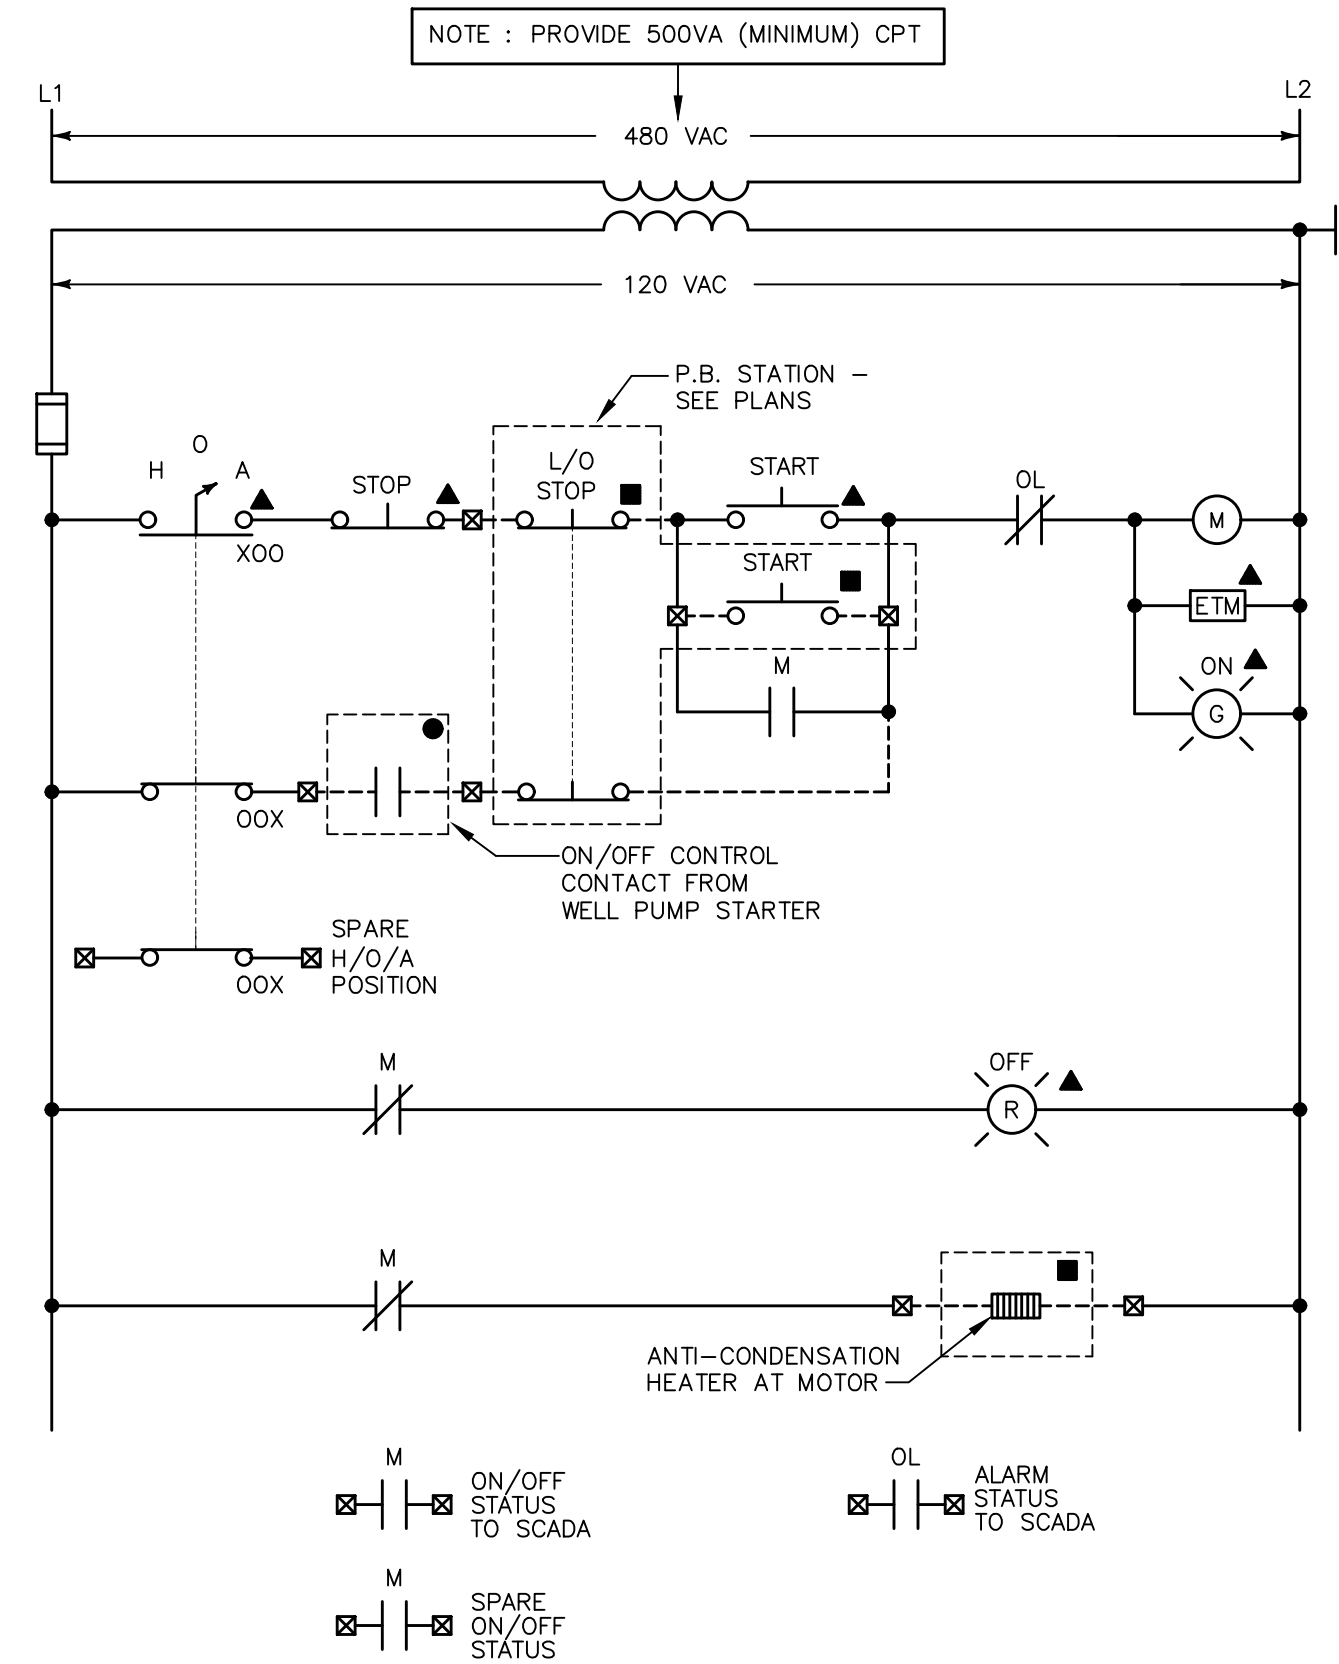 NOTE : PROVIDE 500VA (MINIMUM) CPT
L1
L2
480 VAC
120 VAC
P.B. STATION –
SEE PLANS
H
O
A
XOO
STOP
L/O
STOP
START
START
M
OL
M
ETM
ON
G
OOX
ON/OFF CONTROL
CONTACT FROM
WELL PUMP STARTER
OOX
SPARE
H/O/A
POSITION
M
OFF
R
M
ANTI–CONDENSATION
HEATER AT MOTOR
M
ON/OFF
STATUS
TO SCADA
OL
ALARM
STATUS
TO SCADA
M
SPARE
ON/OFF
STATUS